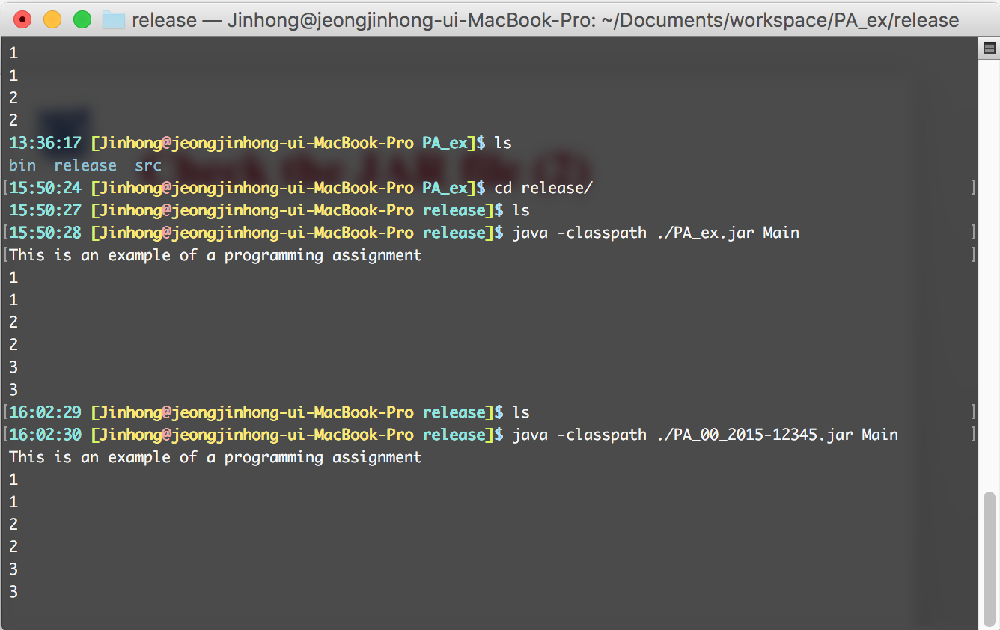 release — Jinhong@jeongjinhong-ui-MacBook-Pro: ~/Documents/workspace/PA_ex/release
1
1
2
2
13:36:17 [Jinhong@jeongjinhong-ui-MacBook-Pro PA_ex]$ ls
bin release src
[15:50:24 [Jinhong@jeongjinhong-ui-MacBook-Pro PA_ex]$ cd release/ ]
15:50:27 [Jinhong@jeongjinhong-ui-MacBook-Pro release]$ ls
[15:50:28 [Jinhong@jeongjinhong-ui-MacBook-Pro release]$ java -classpath ./PA_ex.jar Main ]
[This is an example of a programming assignment ]
1
1
2
2
3
3
[16:02:29 [Jinhong@jeongjinhong-ui-MacBook-Pro release]$ ls ]
[16:02:30 [Jinhong@jeongjinhong-ui-MacBook-Pro release]$ java -classpath ./PA_00_2015-12345.jar Main ]
This is an example of a programming assignment
1
1
2
2
3
3
Check the JAR file (2)